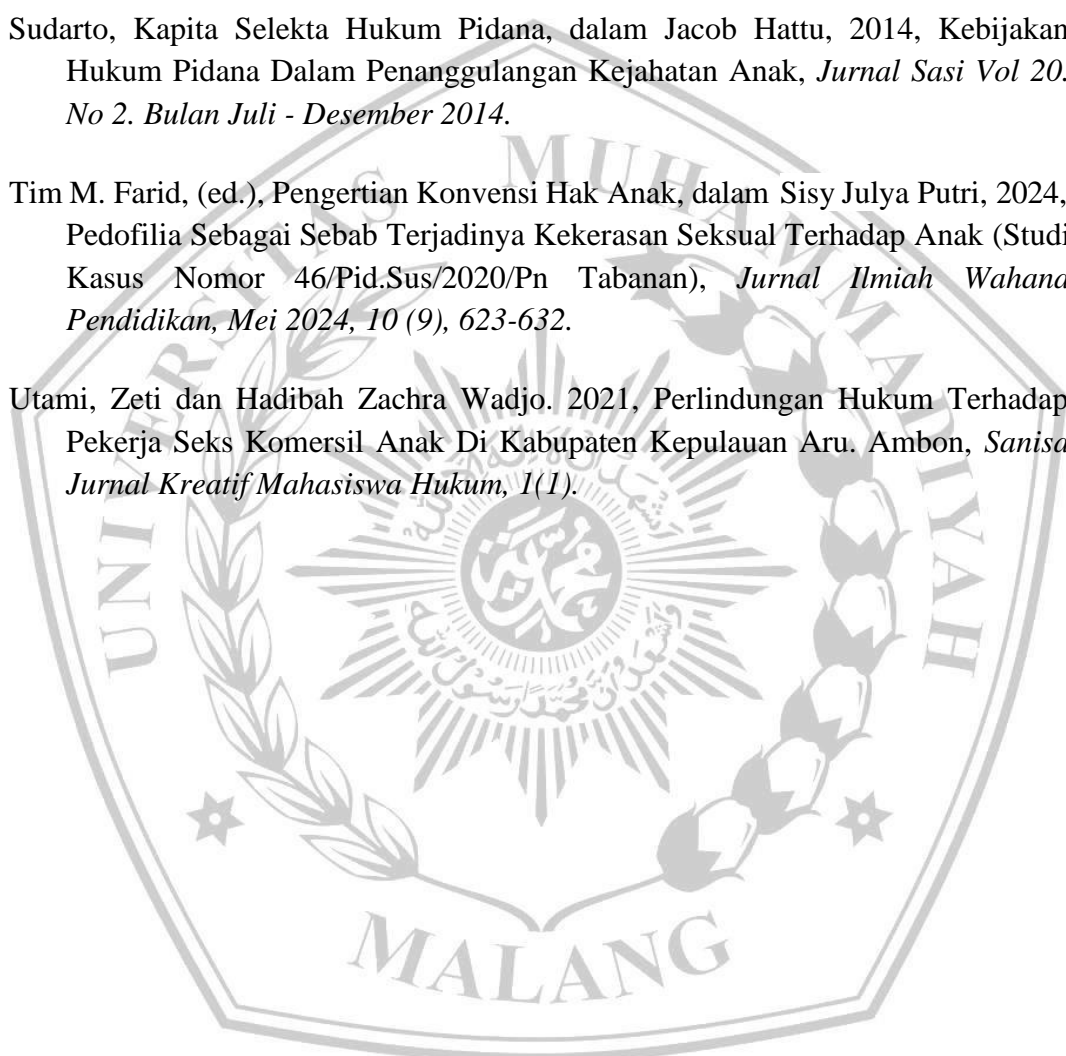 Sudarto, Kapita Selekta Hukum Pidana, dalam Jacob Hattu, 2014, Kebijakan
Hukum Pidana Dalam Penanggulangan Kejahatan Anak, Jurnal Sasi Vol 20.
No 2. Bulan Juli - Desember 2014.
Tim M. Farid, (ed.), Pengertian Konvensi Hak Anak, dalam Sisy Julya Putri, 2024,
Pedofilia Sebagai Sebab Terjadinya Kekerasan Seksual Terhadap Anak (Studi
Kasus Nomor 46/Pid.Sus/2020/Pn Tabanan), Jurnal Ilmiah Wahana
Pendidikan, Mei 2024, 10 (9), 623-632.
Utami, Zeti dan Hadibah Zachra Wadjo. 2021, Perlindungan Hukum Terhadap
Pekerja Seks Komersil Anak Di Kabupaten Kepulauan Aru. Ambon, Sanisa
Jurnal Kreatif Mahasiswa Hukum, 1(1).
UNIVERSITAS MUHAMMADIYAH
MALANG